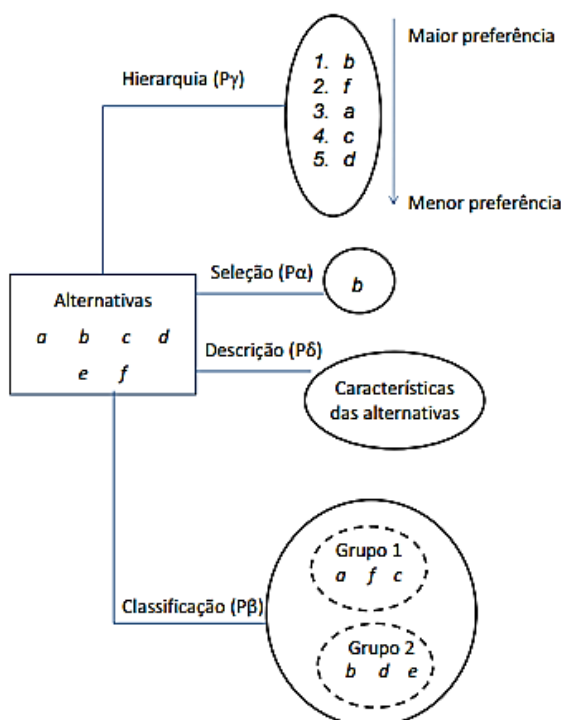 Maior preferência
Hierarquia (Pγ)
1. b
2. f
3. a
4. c
5. d
Menor preferência
Seleção (Pα)
b
Alternativas
a b c d
e f
Descrição (Pδ)
Características
das alternativas
Grupo 1
a f c
Classificação (Pβ)
Grupo 2
b d e